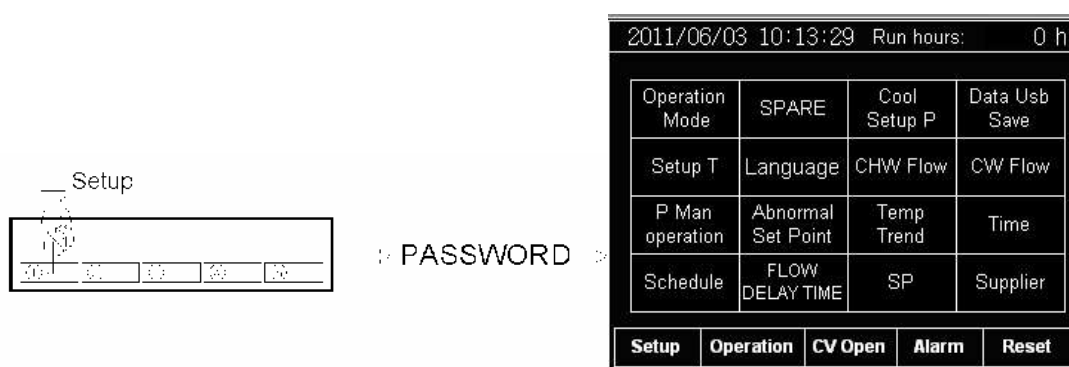 Setup
PASSWORD
2011/06/03 10:13:29 Run hours: 0 h
Operation Mode
SPARE
Cool Setup P
Data Usb Save
Setup T
Language
CHW Flow
CW Flow
P Man operation
Abnormal Set Point
Temp Trend
Time
Schedule
FLOW DELAY TIME
SP
Supplier
Setup Operation CV Open Alarm Reset